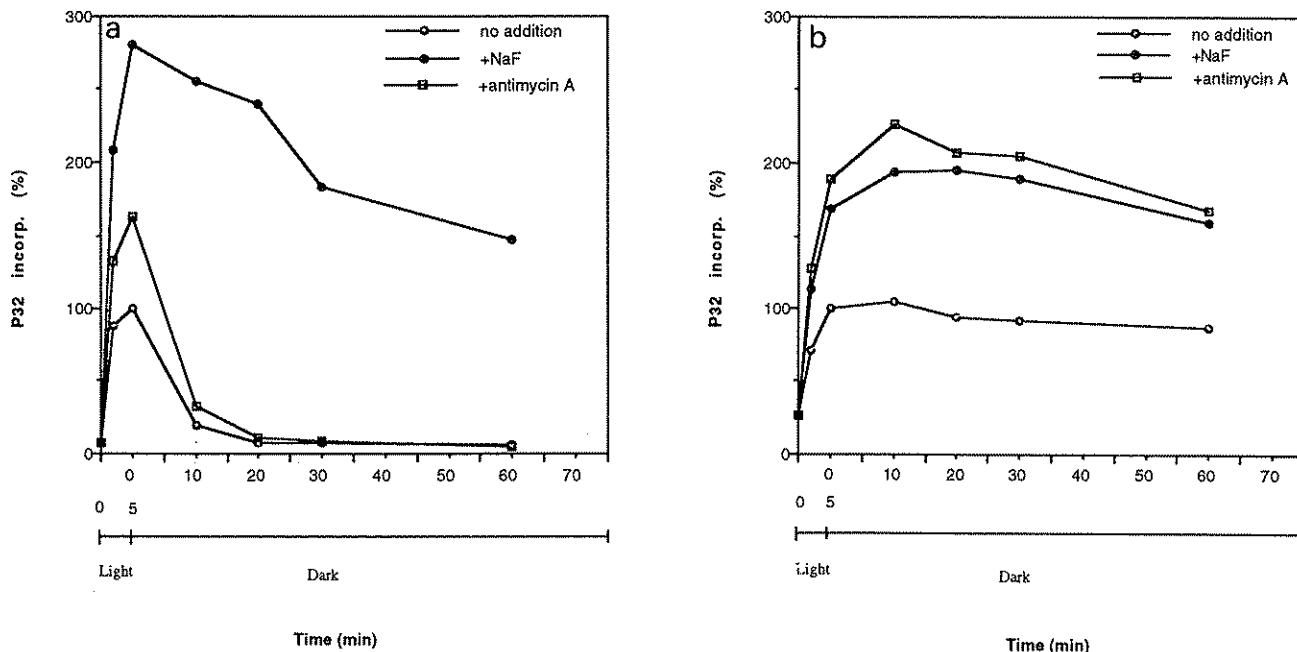 a
300
200
100
0
P32 incorp. (%)
no addition
+NaF
+antimycin A
0 10 20 30 40 50 60 70
0 5
Light Dark
Time (min)
b
300
200
100
0
P32 incorp. (%)
no addition
+NaF
+antimycin A
0 10 20 30 40 50 60 70
0 5
Light Dark
Time (min)